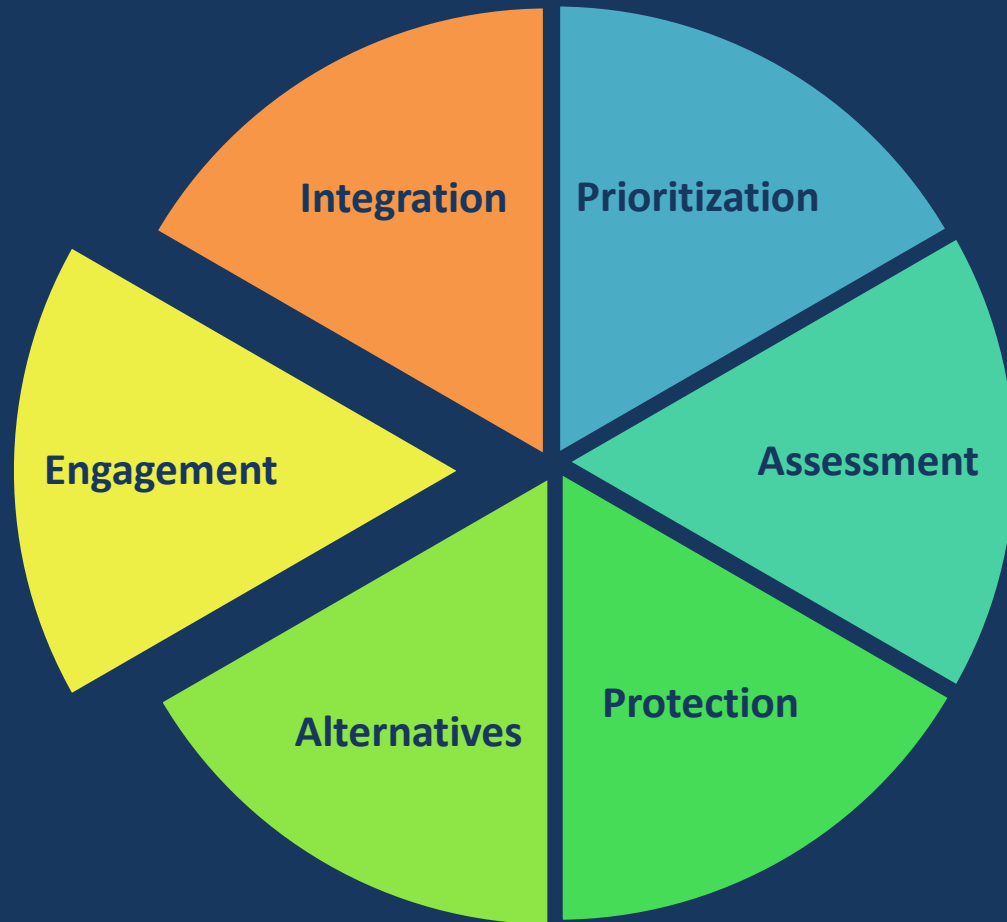 Integration
Prioritization
Engagement
Assessment
Alternatives
Protection